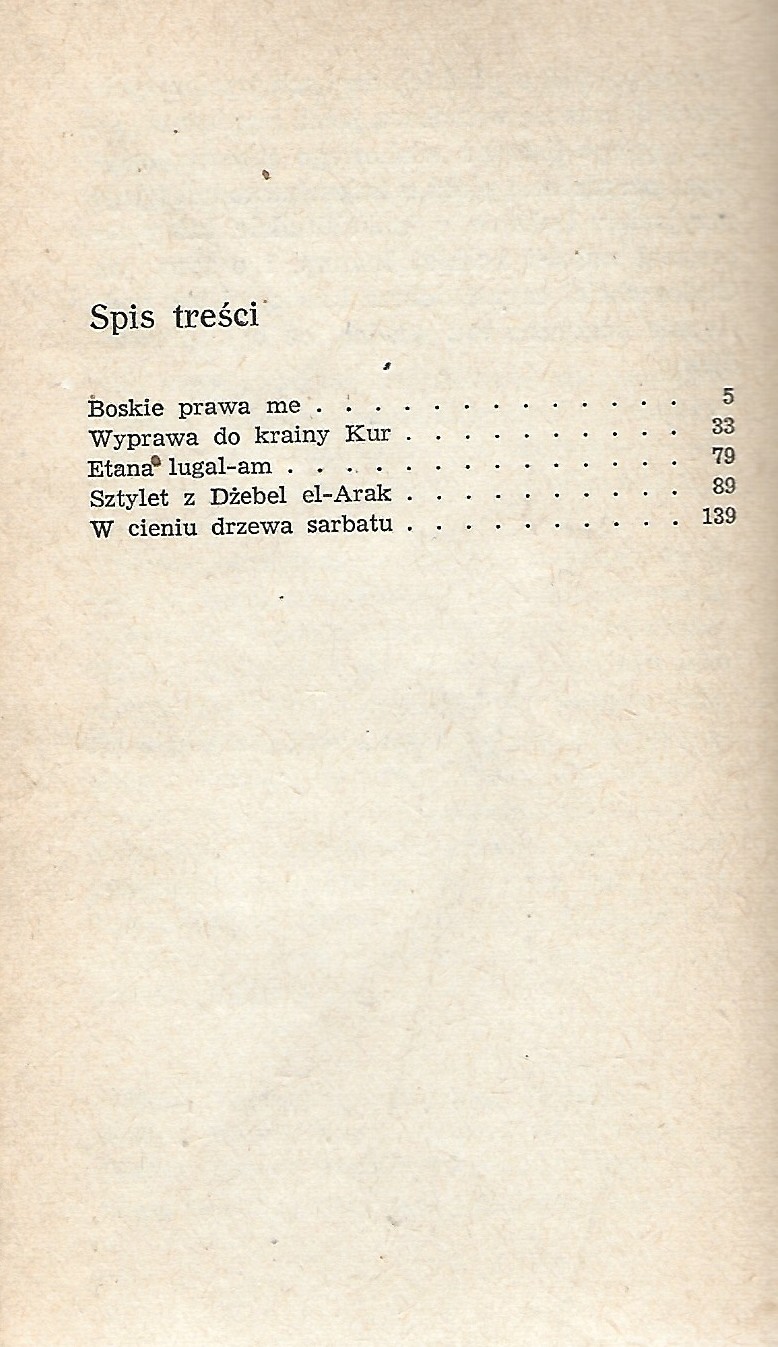 Spis treści
Boskie prawa me . . . . . . . . . . . . . 5
Wyprawa do krainy Kur . . . . . . . . . . 33
Etana lugal-am . . . . . . . . . . . . . . 79
Sztylet z Dżebel el-Arak . . . . . . . . . . 89
W cieniu drzewa sarbatu . . . . . . . . . . 139